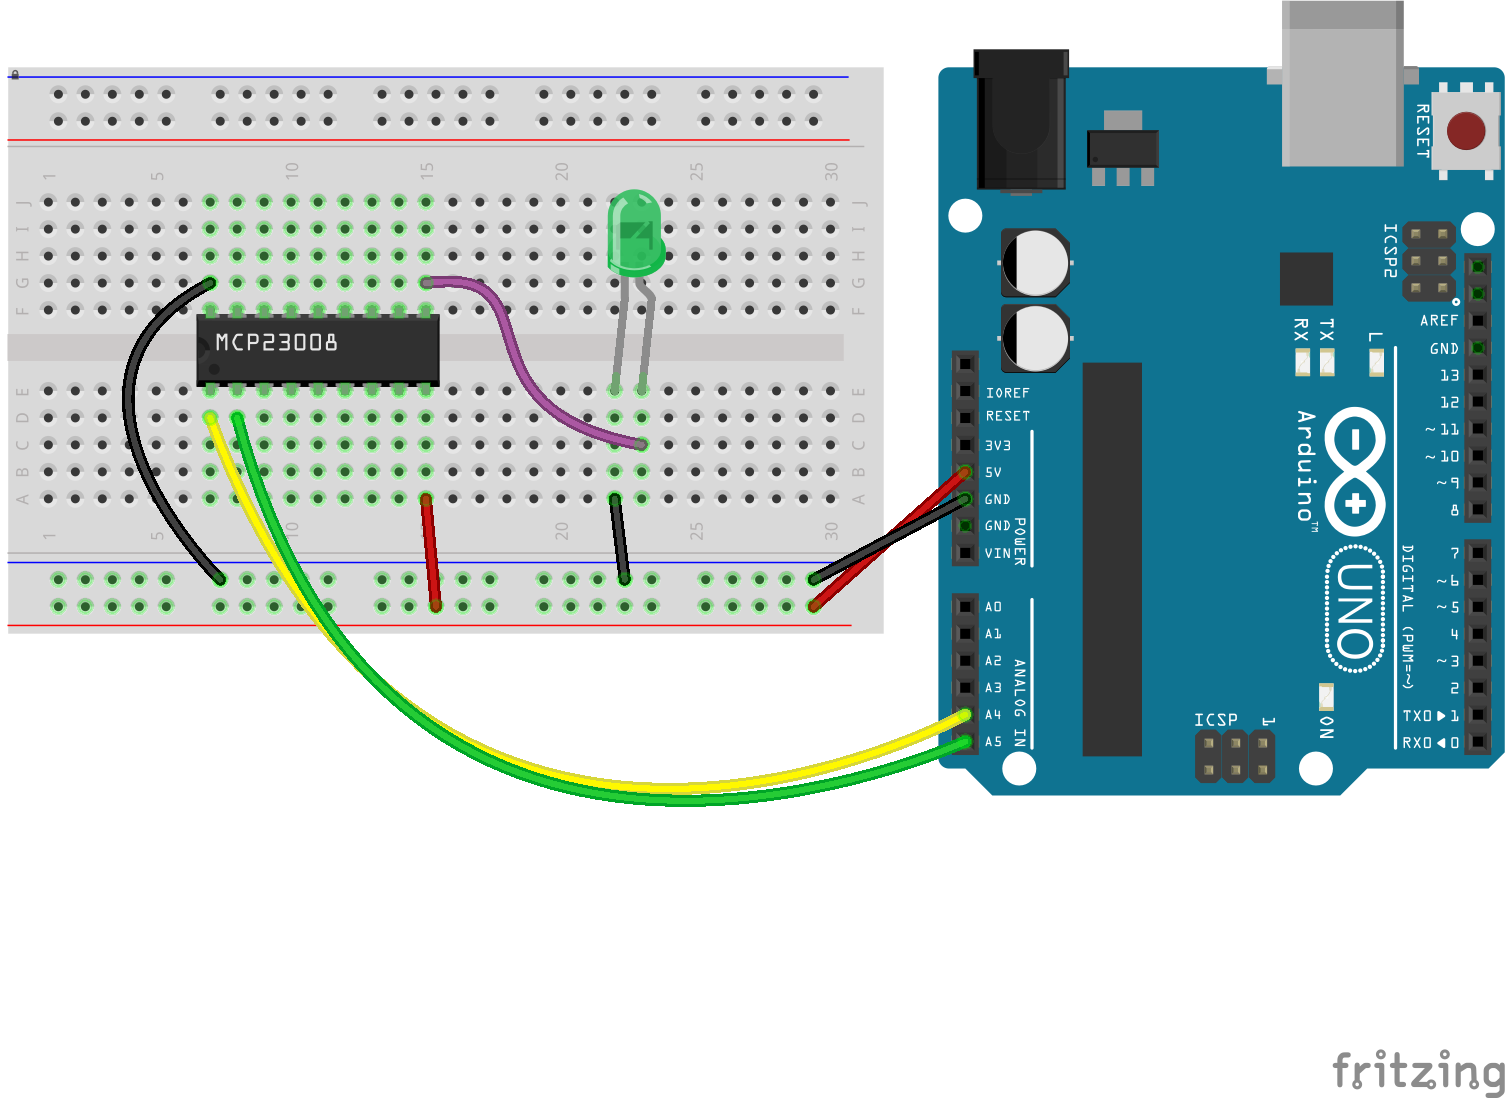 1 5 10 15 20 25 30
J J
I I
H H
G G
F F
MCP23008
E E
D D
C C
B B
A A
1 5 10 15 20 25 30
RESET
ICSP2
AREF
GND
RX TX L
13
12
~11
~10
~9
8
IOREF
RESET
3V3
5V
GND
GND
VIN
POWER
Arduino™
UNO
DIGITAL (PWM=~)
7
~6
~5
4
~3
2
TX0▶1
RX0◀0
A0
A1
A2
A3
A4
A5
ANALOG IN
ICSP 1
ON
fritzing